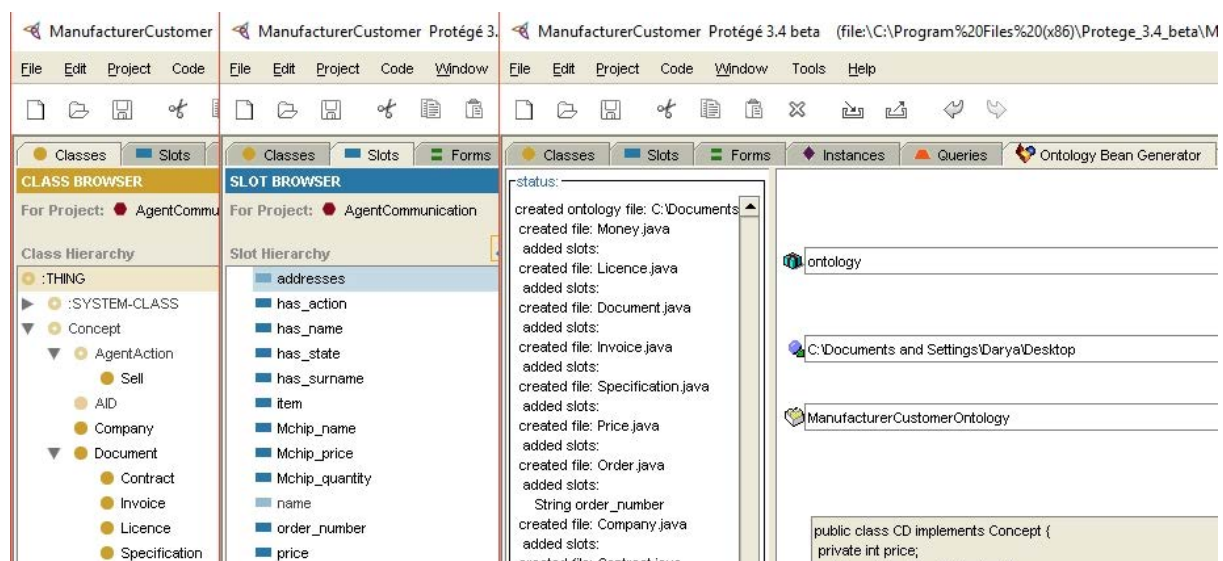 ManufacturerCustomer
File Edit Project Code
Classes Slots
CLASS BROWSER
For Project: AgentCommu
Class Hierarchy
:THING
:SYSTEM-CLASS
Concept
AgentAction
Sell
AID
Company
Document
Contract
Invoice
Licence
Specification
ManufacturerCustomer Protégé 3.
File Edit Project Code Window
Classes Slots Forms
SLOT BROWSER
For Project: AgentCommunication
Slot Hierarchy
addresses
has_action
has_name
has_state
has_surname
item
Mchip_name
Mchip_price
Mchip_quantity
name
order_number
price
ManufacturerCustomer Protégé 3.4 beta (file:\C:\Program%20Files%20(x86)\Protege_3.4_beta\M
File Edit Project Code Window Tools Help
Classes Slots Forms Instances Queries Ontology Bean Generator
status:
created ontology file: C:\Documents
created file: Money.java
added slots:
created file: Licence.java
added slots:
created file: Document.java
added slots:
created file: Invoice.java
added slots:
created file: Specification.java
added slots:
created file: Price.java
added slots:
created file: Order.java
added slots:
String order_number
created file: Company.java
added slots:
created file: Contract.java
ontology
C:\Documents and Settings\Darya\Desktop
ManufacturerCustomerOntology
public class CD implements Concept {
private int price;